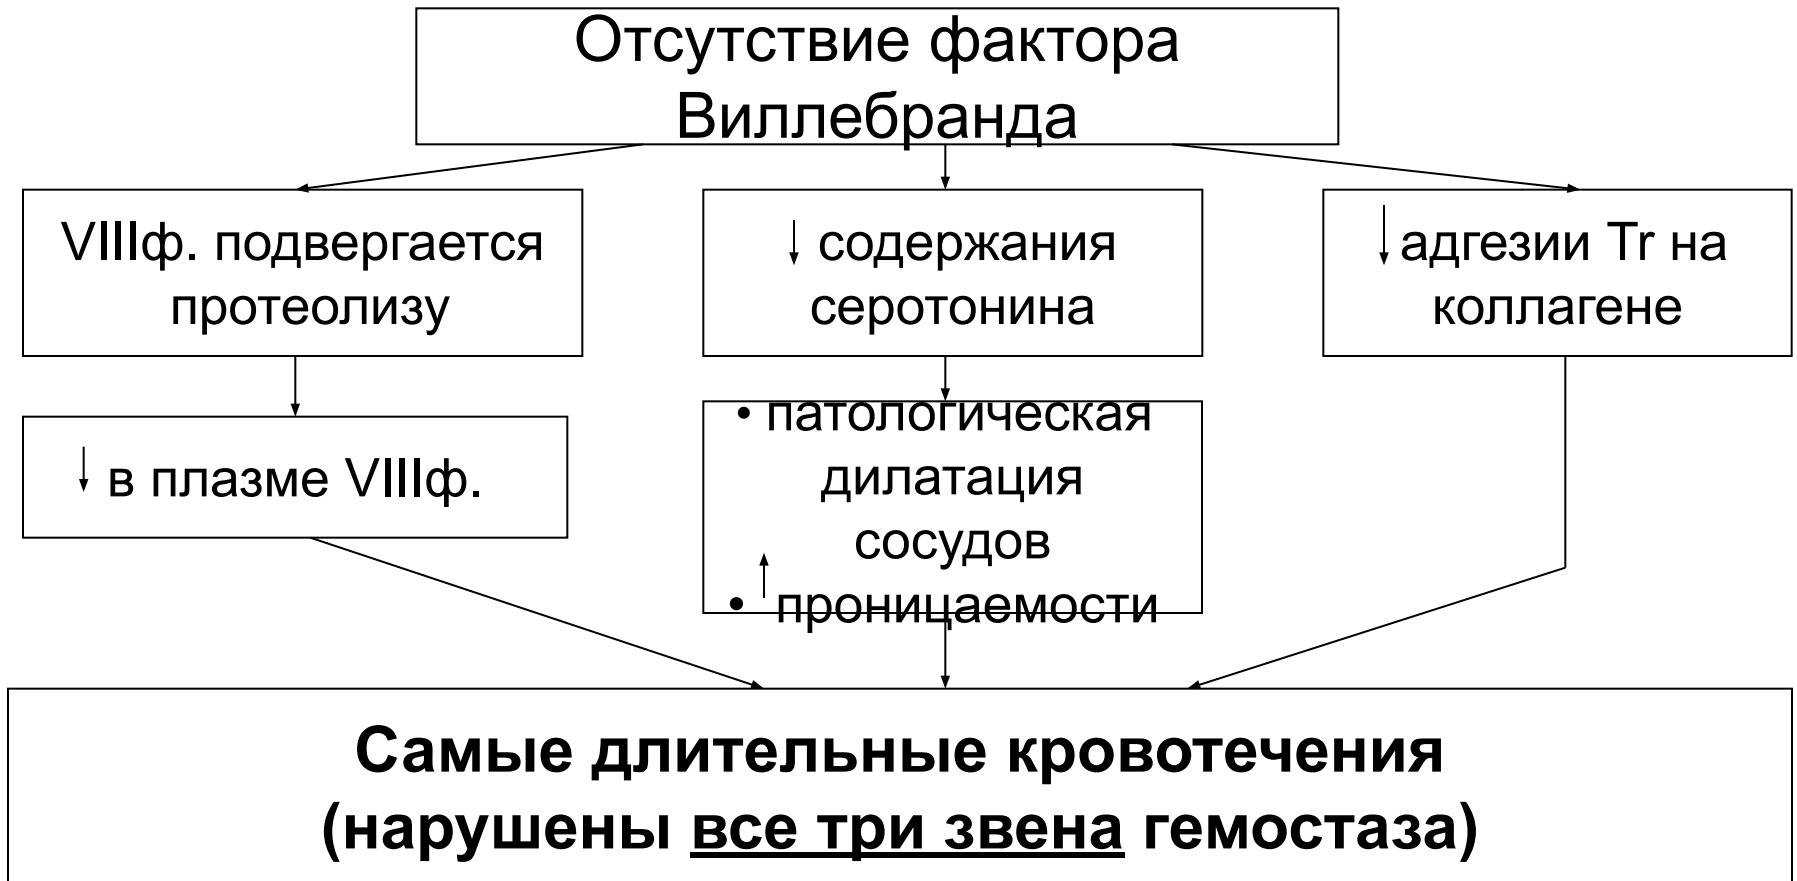 Отсутствие фактора
Виллебранда
VIIIф. подвергается
протеолизу
↓ содержания
серотонина
↓ адгезии Tr на
коллагене
↓ в плазме VIIIф.
• патологическая
дилатация
сосудов
• ↑ проницаемости
Самые длительные кровотечения
(нарушены все три звена гемостаза)